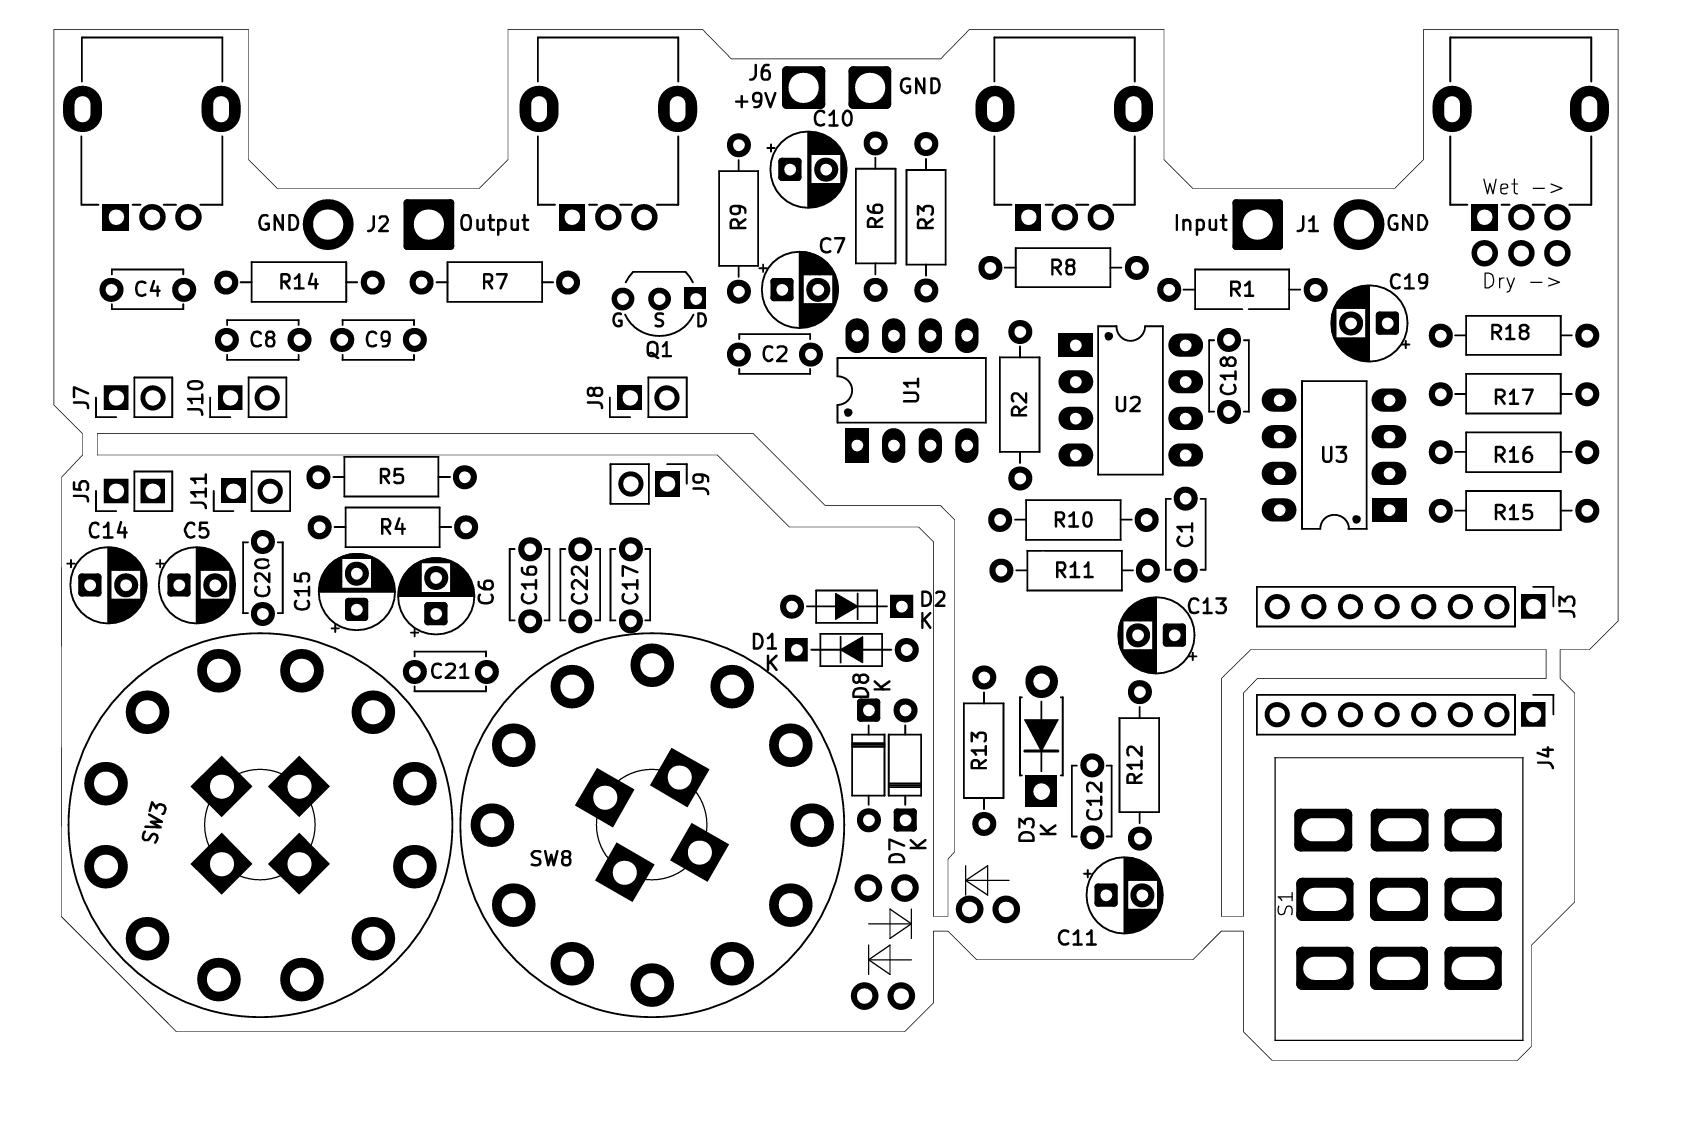 J6
+9V
GND
C10
Wet ->
GND
J2
Output
R9
R6
R3
Input
J1
GND
C7
R8
Dry ->
C4
R14
R7
R1
C19
G
S
D
C8
C9
Q1
C2
R18
J7
J10
J8
U1
R2
U2
C18
R17
U3
R16
R5
J5
J11
J9
R15
C14
C5
R4
R10
C1
R11
C20
C15
C6
C16
C22
C17
D2
K
C13
J3
D1
K
C21
D8
K
R13
R12
J4
SW3
C12
D3
K
SW8
D7
K
S1
C11